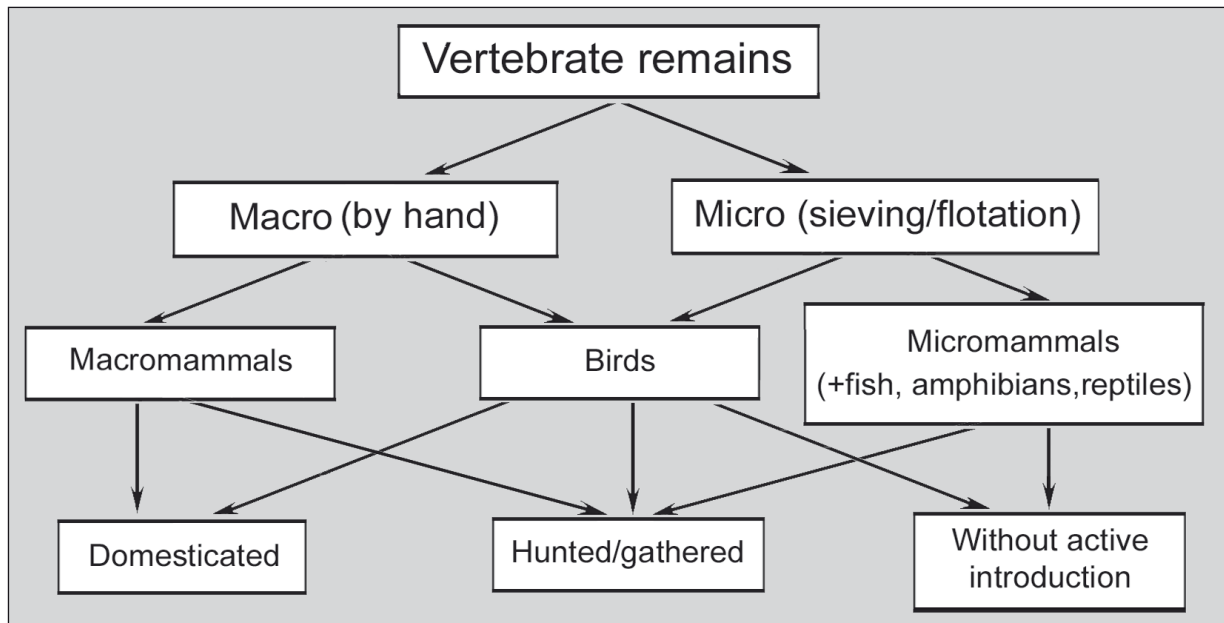 Vertebrate remains
Macro (by hand)
Micro (sieving/flotation)
Macromammals
Birds
Micromammals
(+fish, amphibians,reptiles)
Domesticated
Hunted/gathered
Without active
introduction